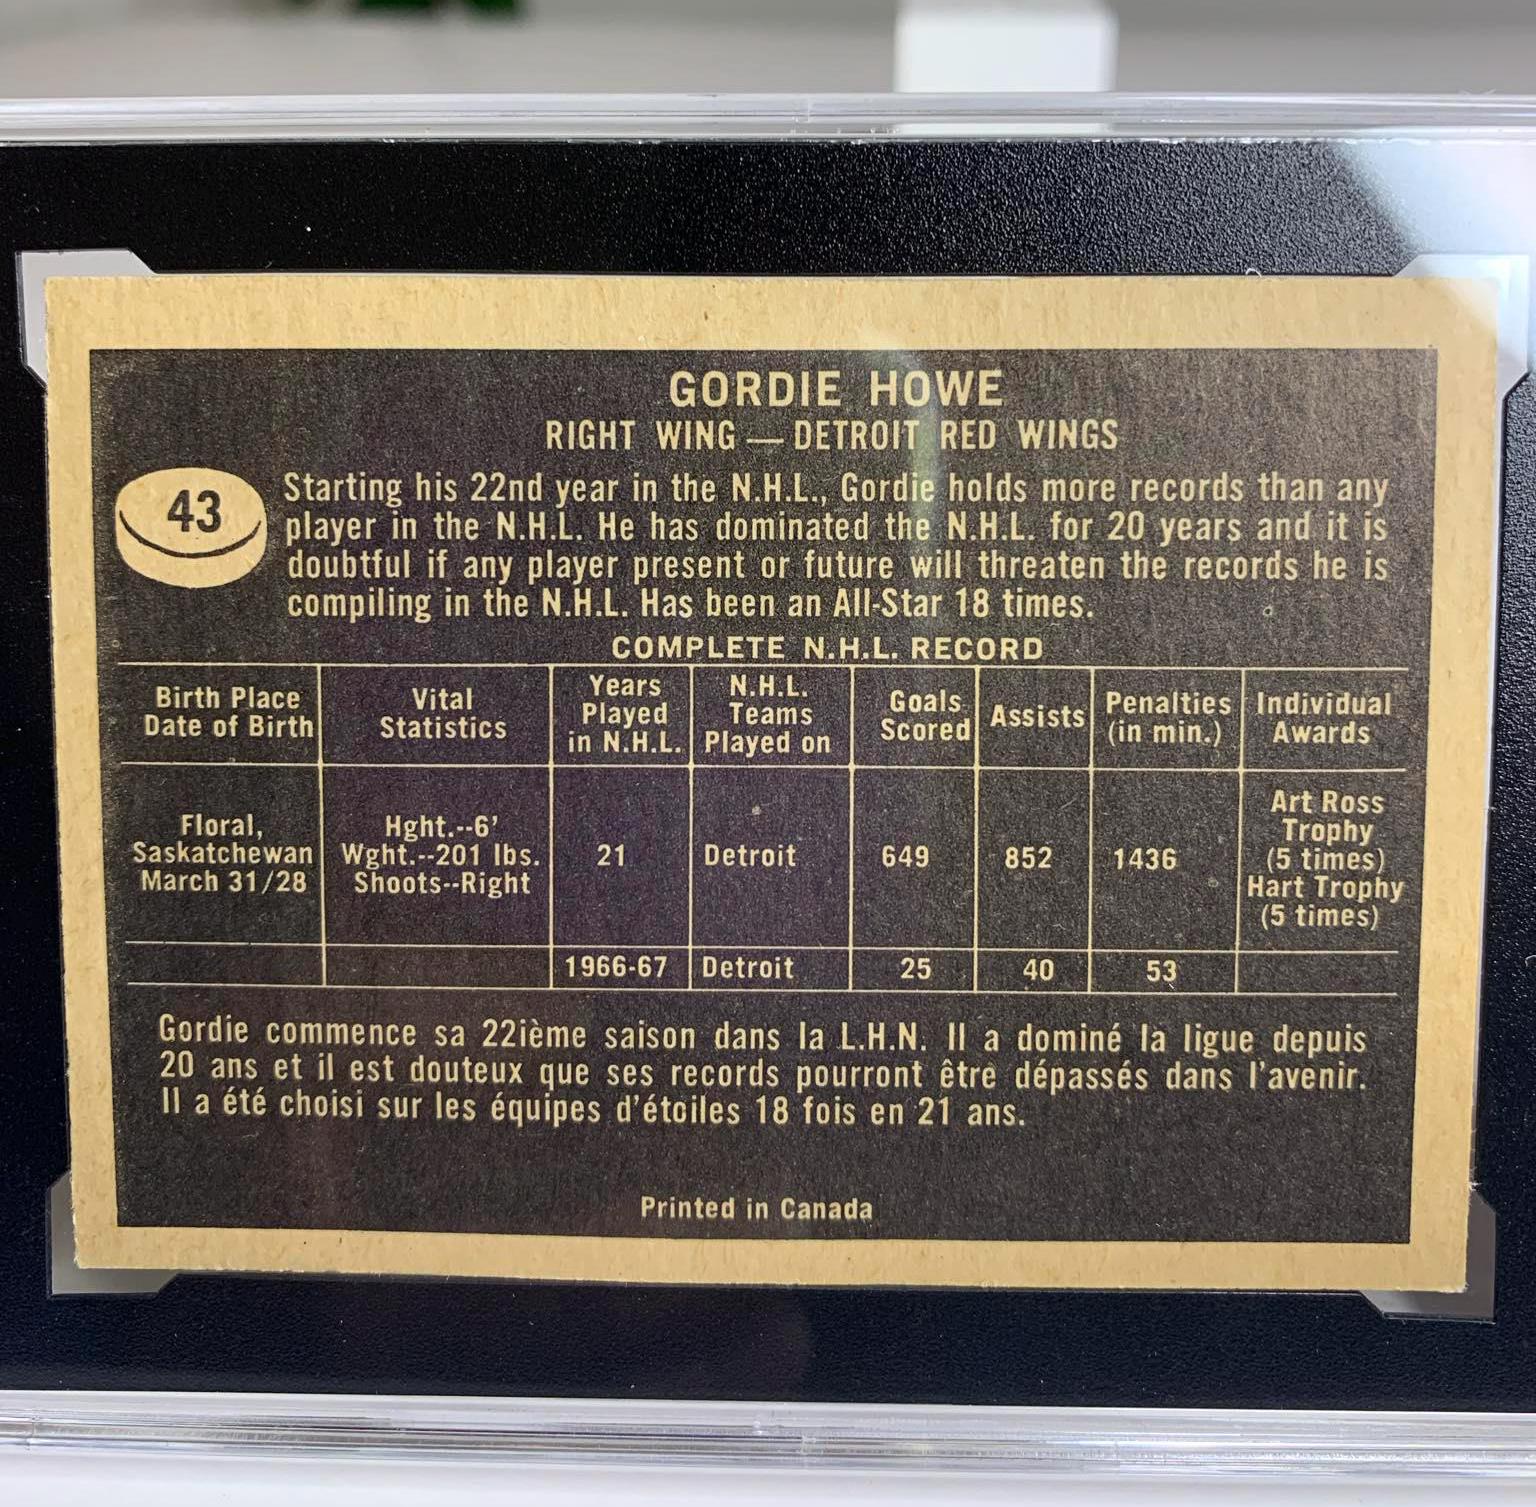 GORDIE HOWE
RIGHT WING — DETROIT RED WINGS
43
Starting his 22nd year in the N.H.L., Gordie holds more records than any
player in the N.H.L. He has dominated the N.H.L. for 20 years and it is
doubtful if any player present or future will threaten the records he is
compiling in the N.H.L. Has been an All-Star 18 times.
COMPLETE N.H.L. RECORD
Birth Place
Date of Birth
Vital
Statistics
Years
Played
in N.H.L.
N.H.L.
Teams
Played on
Goals
Scored
Assists
Penalties
(in min.)
Individual
Awards
Floral,
Saskatchewan
March 31/28
Hght.--6'
Wght.--201 lbs.
Shoots--Right
21
Detroit
649
852
1436
Art Ross
Trophy
(5 times)
Hart Trophy
(5 times)
1966-67
Detroit
25
40
53
Gordie commence sa 22ième saison dans la L.H.N. Il a dominé la ligue depuis
20 ans et il est douteux que ses records pourront être dépassés dans l'avenir.
Il a été choisi sur les équipes d'étoiles 18 fois en 21 ans.
Printed in Canada